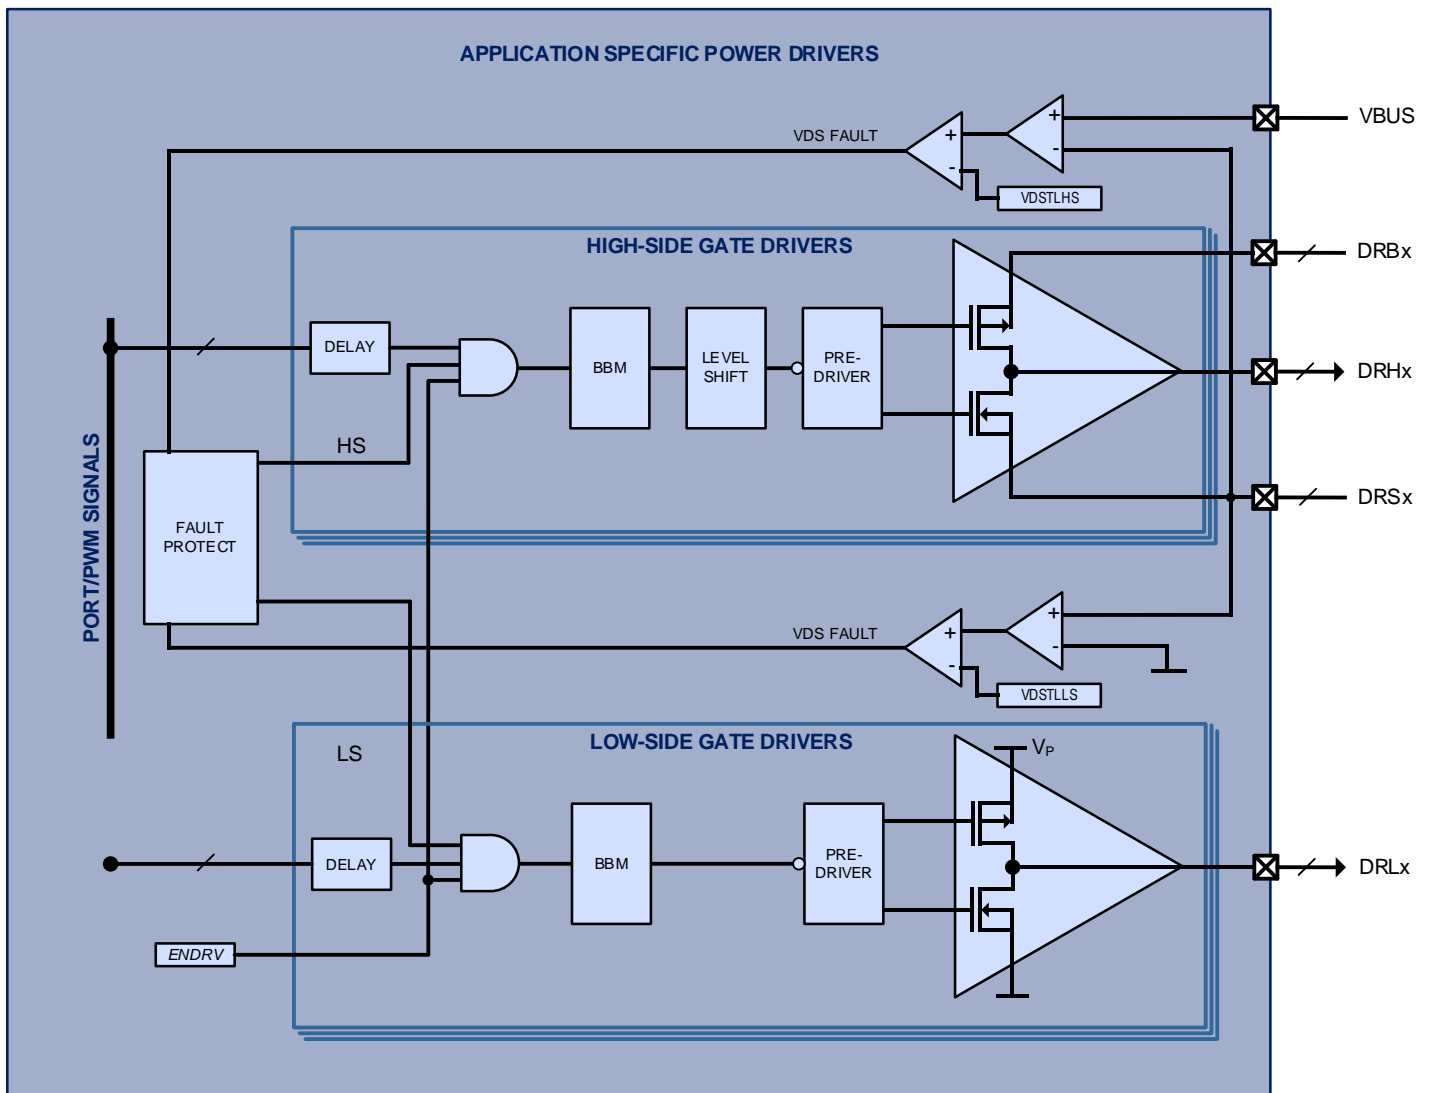 APPLICATION SPECIFIC POWER DRIVERS
VBUS
+
-
+
-
VDS FAULT
VDSTLHS
HIGH-SIDE GATE DRIVERS
DRBx
DELAY
BBM
LEVEL
SHIFT
PRE-
DRIVER
DRHx
HS
PORT/PWM SIGNALS
FAULT
PROTECT
DRSx
+
-
+
-
VDS FAULT
VDSTLLS
LOW-SIDE GATE DRIVERS
LS
VP
DELAY
BBM
PRE-
DRIVER
DRLx
ENDRV